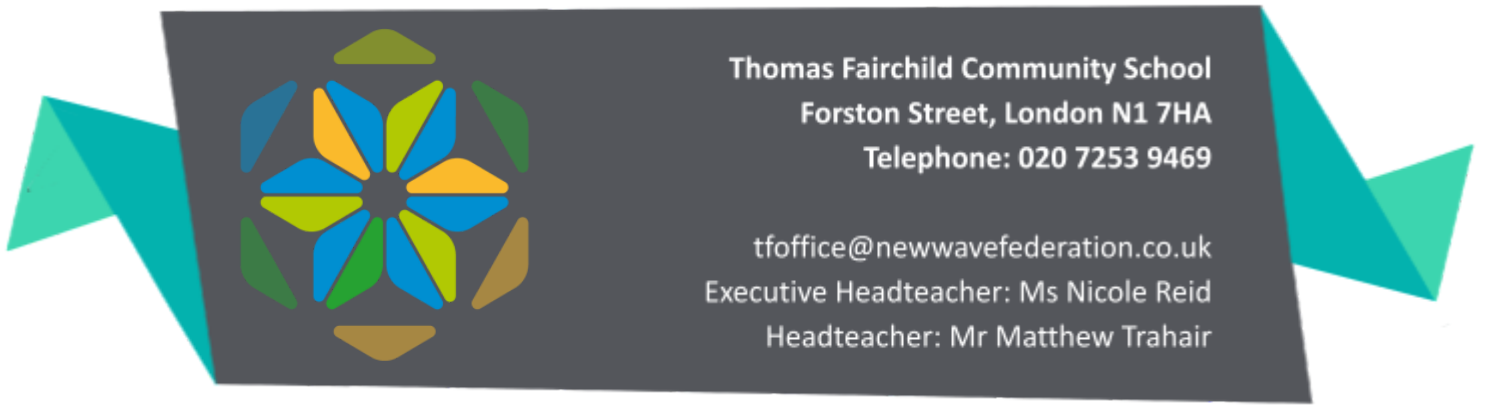 Thomas Fairchild Community School
Forston Street, London N1 7HA
Telephone: 020 7253 9469
tfoffice@newwavefederation.co.uk
Executive Headteacher: Ms Nicole Reid
Headteacher: Mr Matthew Trahair